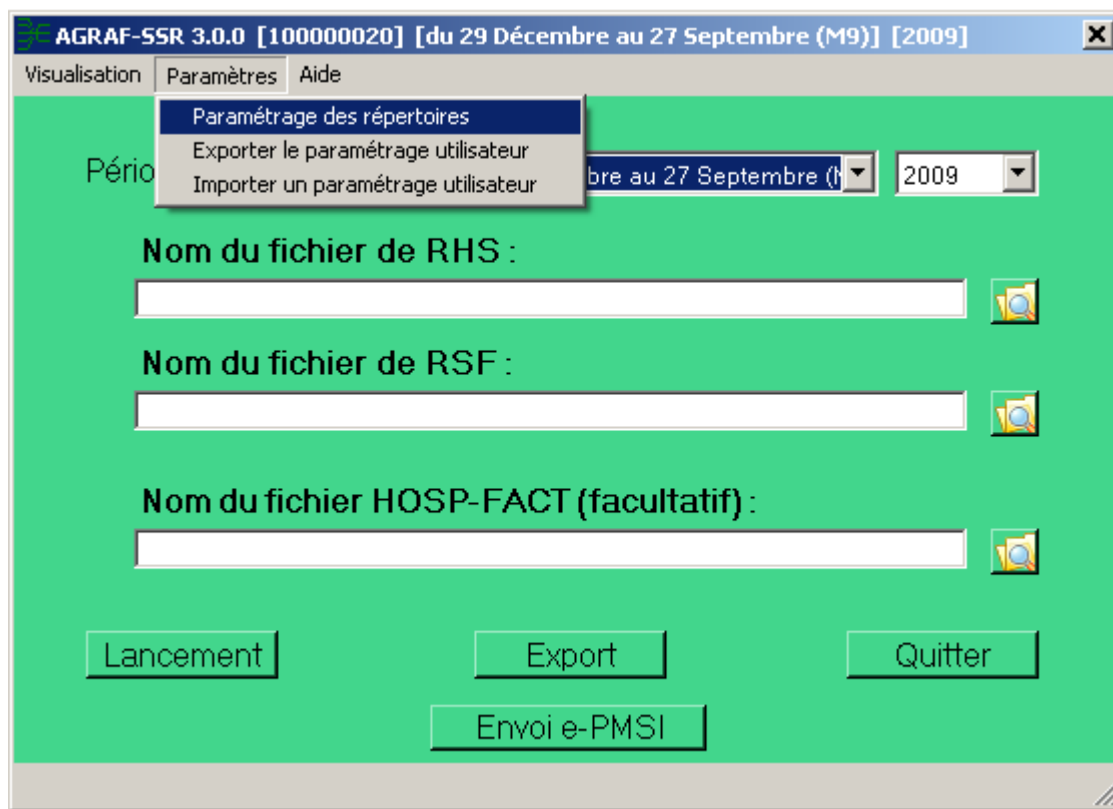 AGRAF-SSR 3.0.0 [100000020] [du 29 Décembre au 27 Septembre (M9)] [2009]
Visualisation Paramètres Aide
Paramétrage des répertoires
Exporter le paramétrage utilisateur
Importer un paramétrage utilisateur
au 27 Septembre 2009
Nom du fichier de RHS :
Nom du fichier de RSF :
Nom du fichier HOSP-FACT (facultatif) :
Lancement Export Quitter
Envoi e-PMSI